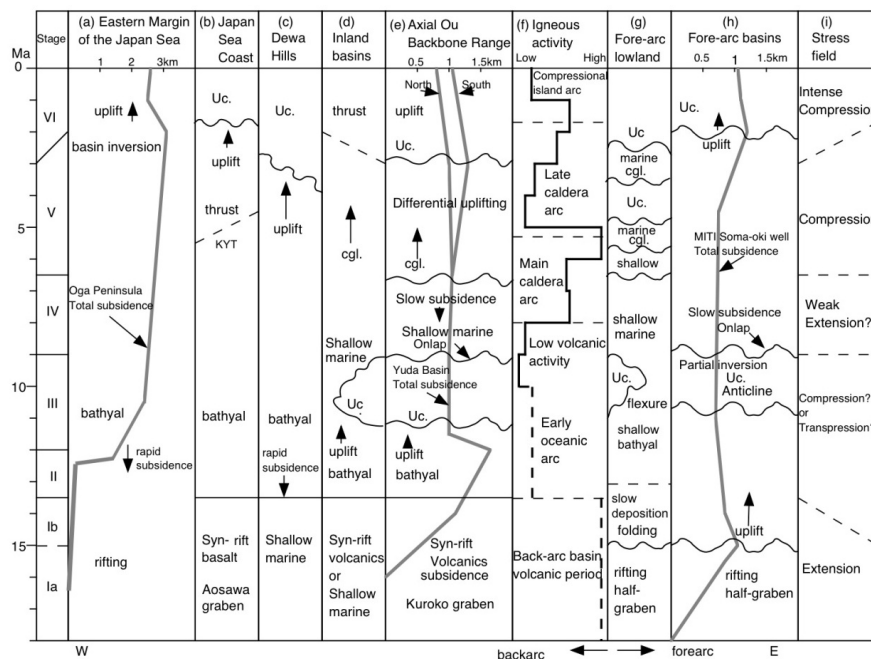 (a) Eastern Margin
of the Japan Sea
1 2 3km
(b) Japan
Sea
Coast
(c)
Dewa
Hills
(d)
Inland
basins
(e) Axial Ou
Backbone Range
0.5 1 1.5km
(f) Igneous
activity
Low High
(g)
Fore-arc
lowland
(h)
Fore-arc basins
0.5 1 1.5km
(i)
Stress
field
Ma
Stage
0
5
10
15
VI
V
IV
III
II
Ib
Ia
uplift
basin inversion
Oga Peninsula
Total subsidence
bathyal
rapid
subsidence
rifting
Uc.
uplift
thrust
KYT
bathyal
Syn- rift
basalt
Aosawa
graben
Uc.
uplift
bathyal
rapid
subsidence
Shallow
marine
thrust
cgl.
Shallow
marine
Uc.
uplift
bathyal
Syn-rift
volcanics
or
Shallow
marine
North South
uplift
Uc.
Differential uplifting
cgl.
Slow subsidence
Shallow marine
Onlap
Yuda Basin
Total subsidence
Uc.
uplift
bathyal
Syn-rift
Volcanics
subsidence
Kuroko graben
Compressional
island arc
Late
caldera
arc
Main
caldera
arc
Low volcanic
activity
Early
oceanic
arc
Back-arc basin
volcanic period
Uc
marine
cgl.
Uc.
marine
cgl.
shallow
shallow
marine
Uc.
flexure
shallow
bathyal
slow
deposition
folding
rifting
half-
graben
Uc.
uplift
MITI Soma-oki well
Total subsidence
Slow subsidence
Onlap
Partial inversion
Uc.
Anticline
uplift
rifting
half-graben
Intense
Compression
Compression
Weak
Extension?
Compression?
or
Transpression?
Extension
W
backarc
forearc
E